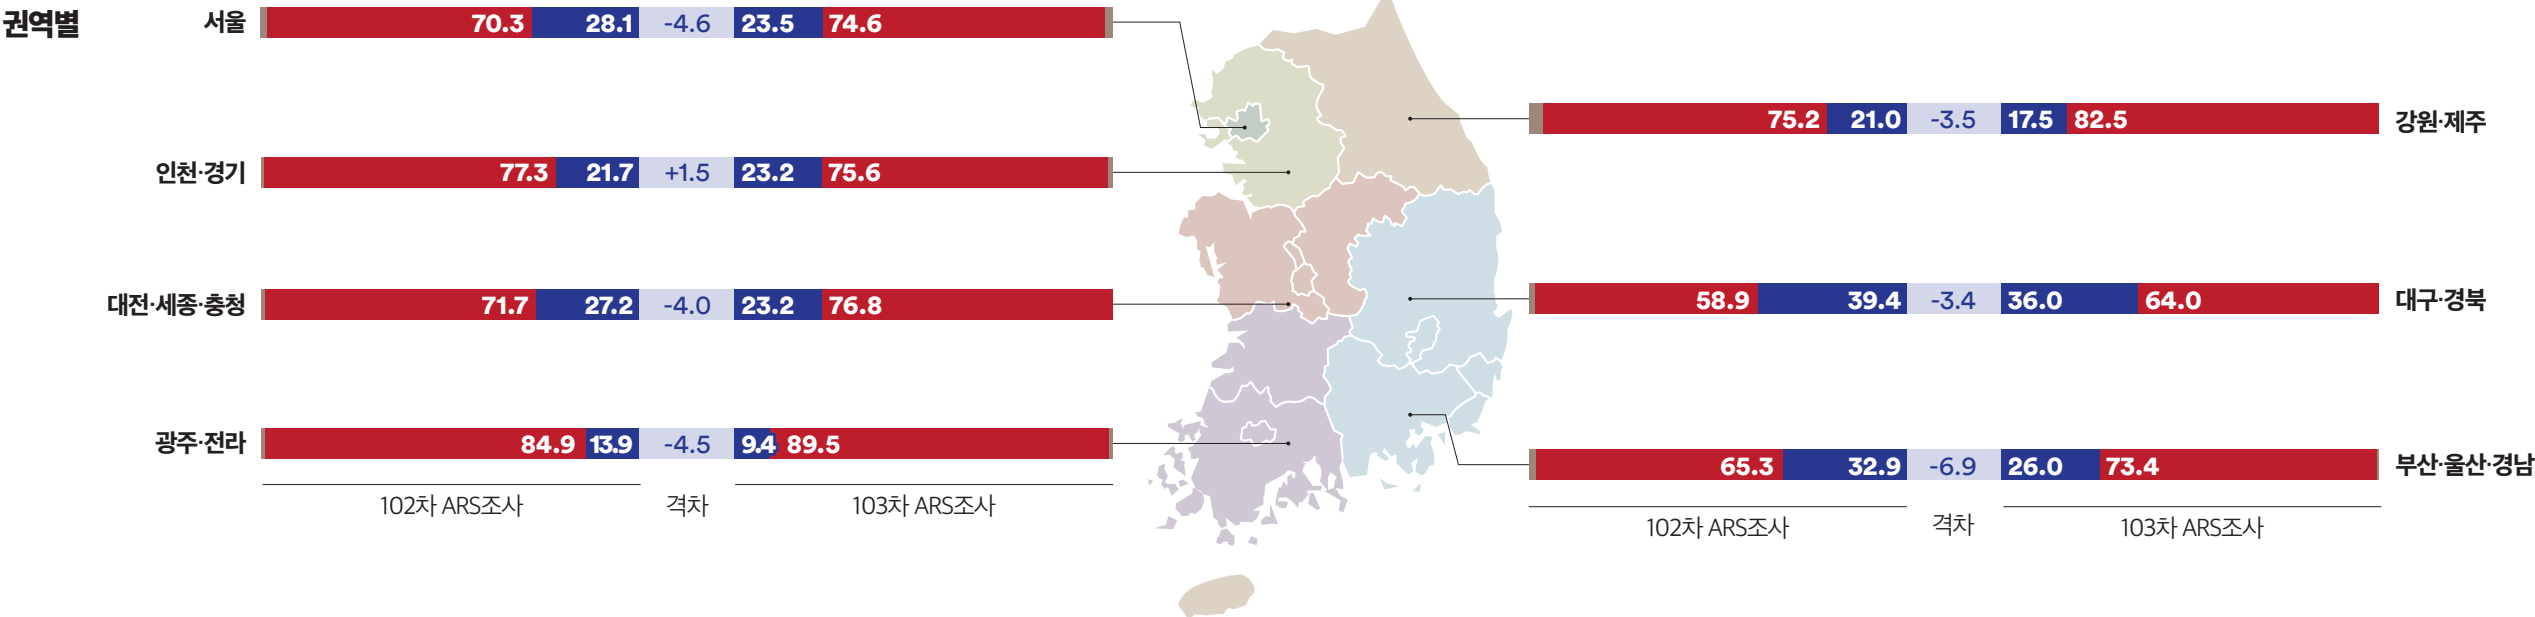 권역별
서울 70.3 28.1 -4.6 23.5 74.6
인천·경기 77.3 21.7 +1.5 23.2 75.6
대전·세종·충청 71.7 27.2 -4.0 23.2 76.8
광주·전라 84.9 13.9 -4.5 9.4 89.5
102차 ARS조사 격차 103차 ARS조사
75.2 21.0 -3.5 17.5 82.5 강원·제주
58.9 39.4 -3.4 36.0 64.0 대구·경북
65.3 32.9 -6.9 26.0 73.4 부산·울산·경남
102차 ARS조사 격차 103차 ARS조사